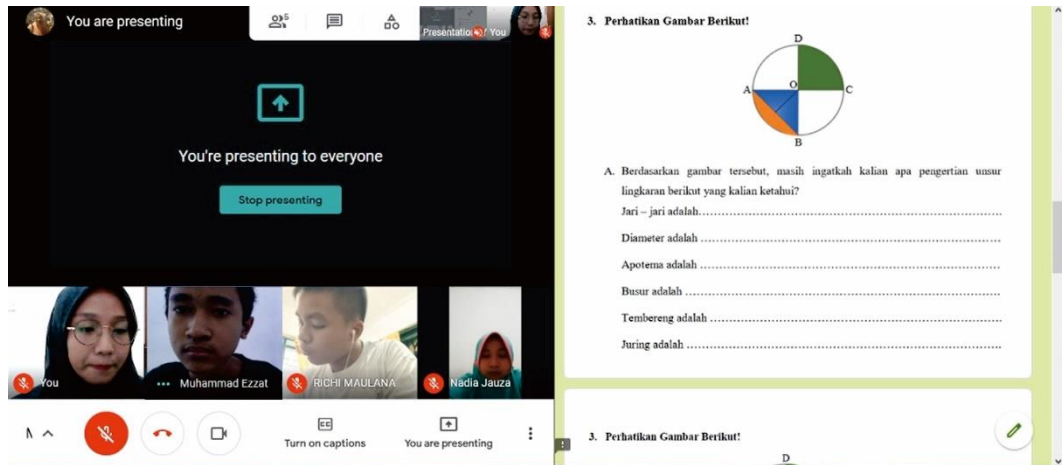 You are presenting
5
Presentation
You
You're presenting to everyone
Stop presenting
You
Muhammad Ezzat
RICHI MAULANA
Nadia Jauza
CC
Turn on captions
You are presenting
3. Perhatikan Gambar Berikut!
D
A
O
C
B
A. Berdasarkan gambar tersebut, masih ingatkah kalian apa pengertian unsur
lingkaran berikut yang kalian ketahui?
Jari – jari adalah
Diameter adalah
Apotema adalah
Busur adalah
Tembereng adalah
Juring adalah
3. Perhatikan Gambar Berikut!
D